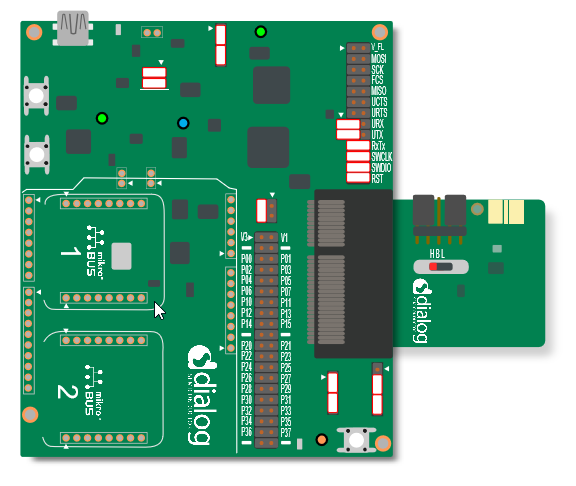 V_FL
MOSI
SCK
FCS
MISO
UCTS
URTS
URX
UTX
RxTx
SWCLK
SWDIO
RST
HBL
dialog
V3 V1
P00 P01
P02 P03
P04 P05
P06 P07
P10 P11
P12 P13
P14 P15
P20 P21
P22 P23
P24 P25
P26 P27
P28 P29
P30 P31
P32 P33
P34 P35
P36 P37
1
mikro
BUS
2
mikro
BUS
dialog
SEMICONDUCTOR